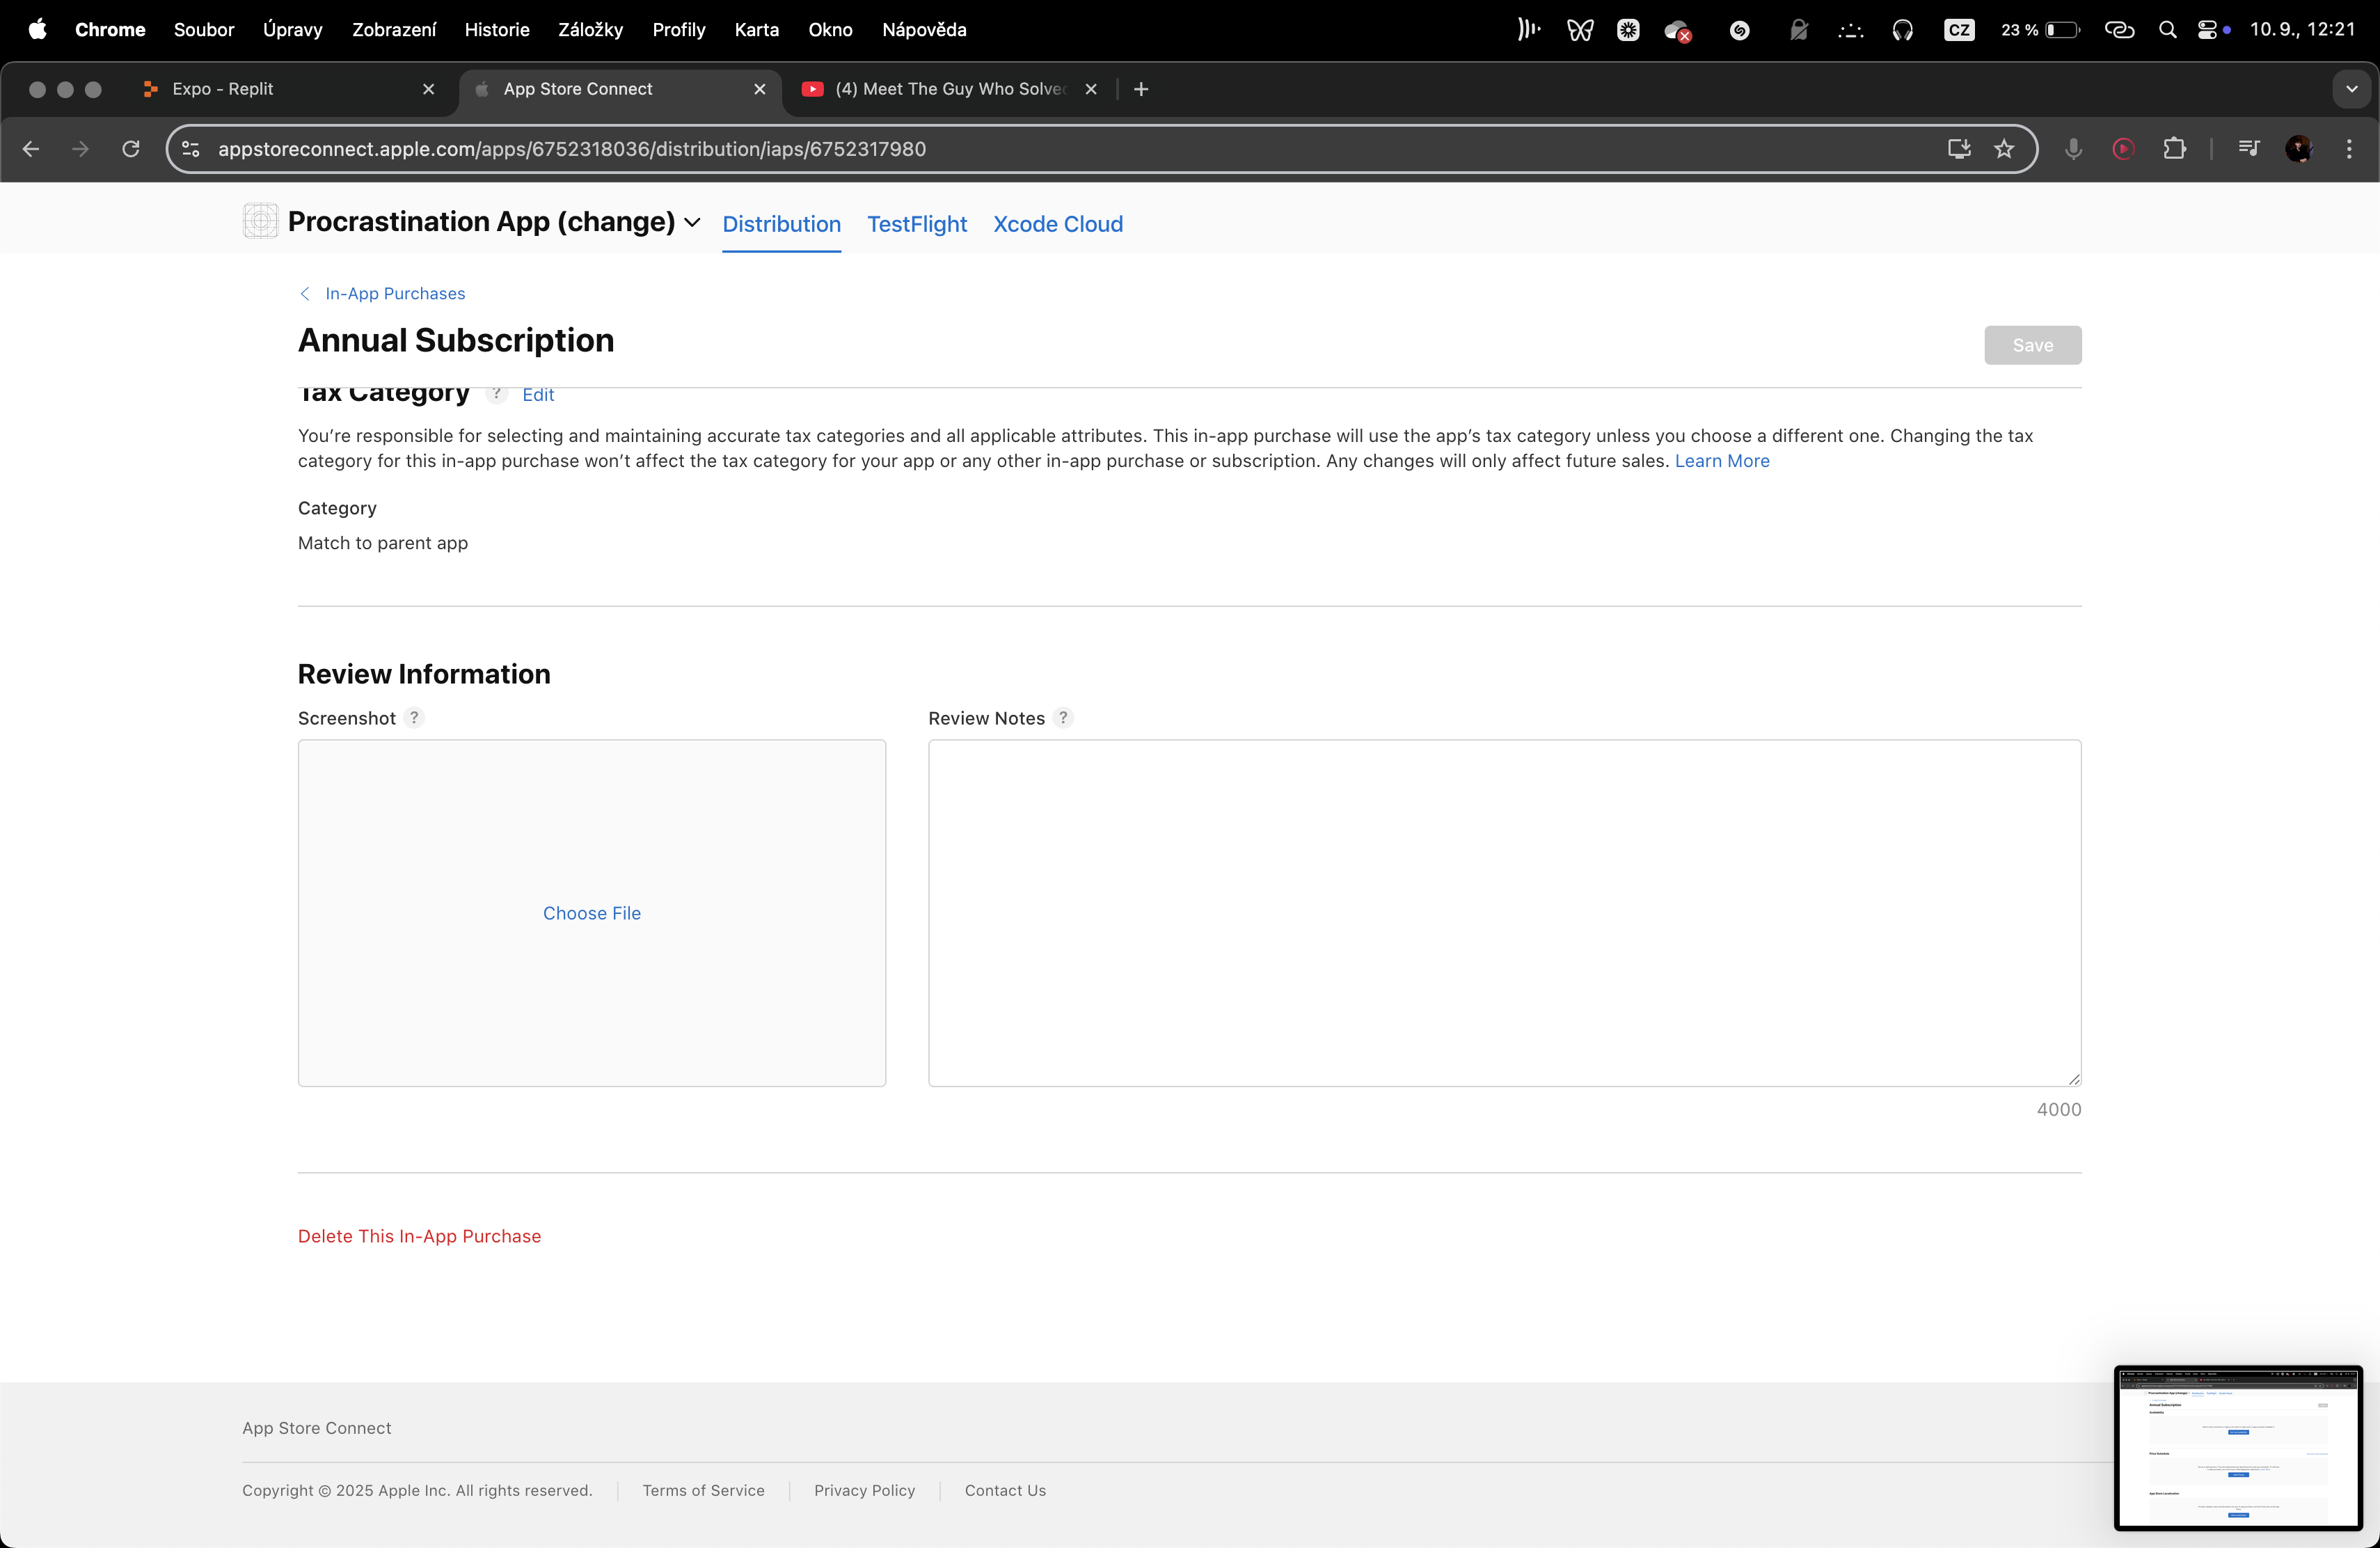 Chrome Soubor Úpravy Zobrazení Historie Záložky Profily Karta Okno Nápověda CZ 23 % 10. 9., 12:21
Expo - Replit App Store Connect (4) Meet The Guy Who Solved
appstoreconnect.apple.com/apps/6752318036/distribution/iaps/6752317980
Procrastination App (change) Distribution TestFlight Xcode Cloud
In-App Purchases
Annual Subscription Save
Tax Category ? Edit
You’re responsible for selecting and maintaining accurate tax categories and all applicable attributes. This in-app purchase will use the app’s tax category unless you choose a different one. Changing the tax
category for this in-app purchase won’t affect the tax category for your app or any other in-app purchase or subscription. Any changes will only affect future sales. Learn More
Category
Match to parent app
Review Information
Screenshot ? Review Notes ?
Choose File
4000
Delete This In-App Purchase
App Store Connect
Copyright © 2025 Apple Inc. All rights reserved. Terms of Service Privacy Policy Contact Us